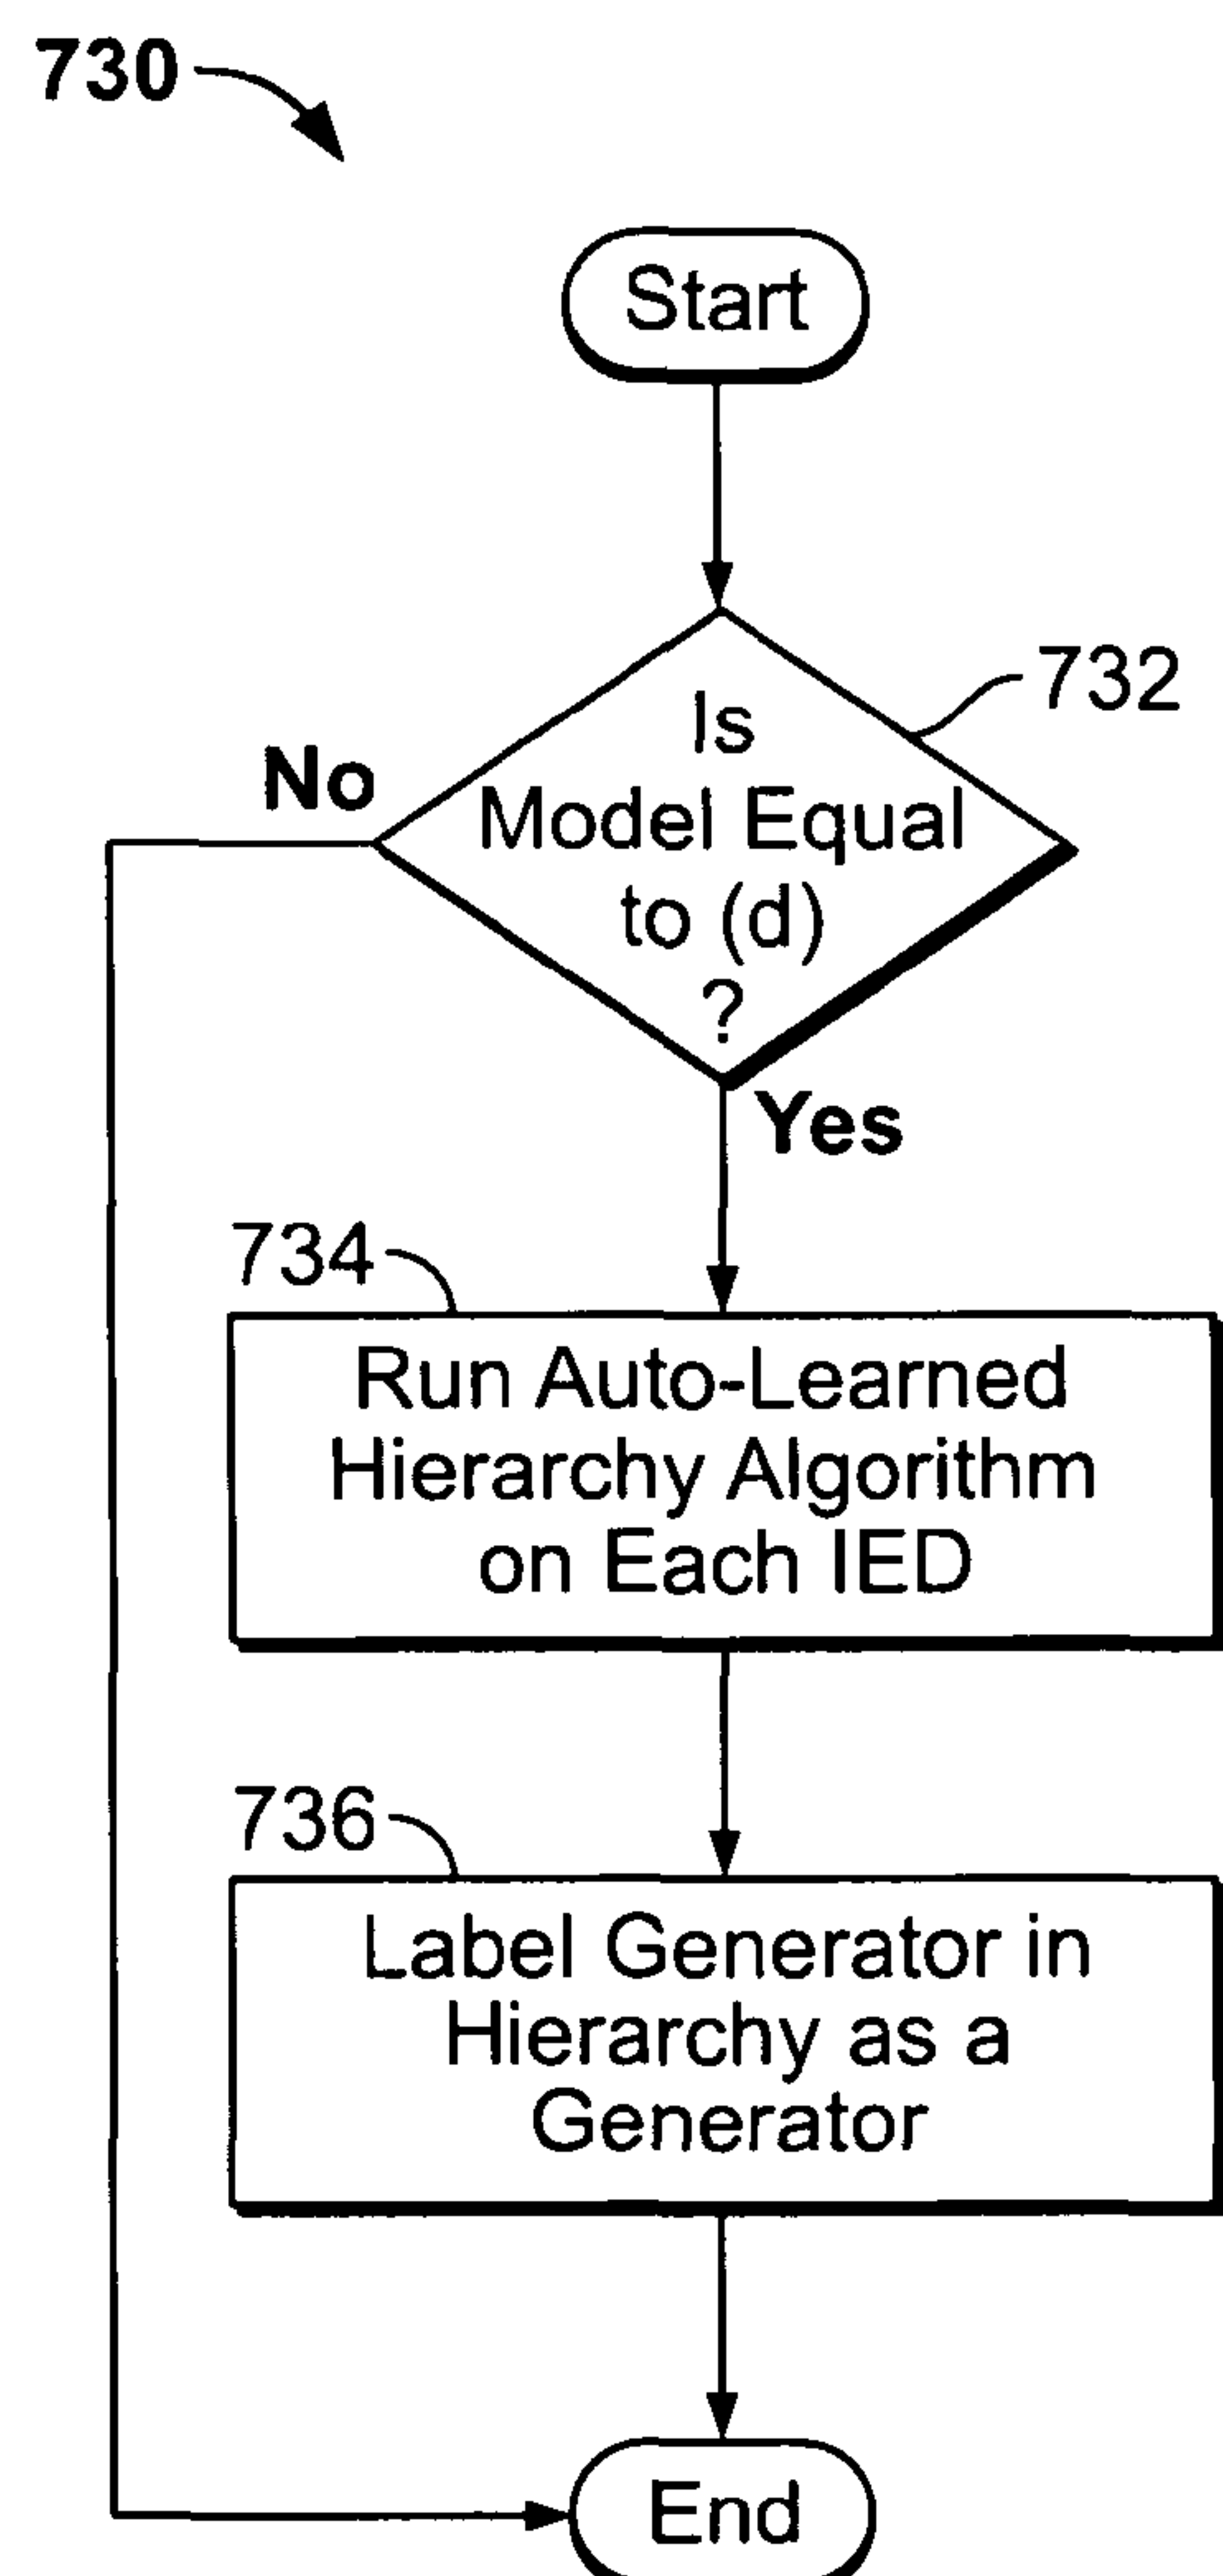 730
Start
732
Is
Model Equal
to (d)
?
No
Yes
734
Run Auto-Learned
Hierarchy Algorithm
on Each IED
736
Label Generator in
Hierarchy as a
Generator
End